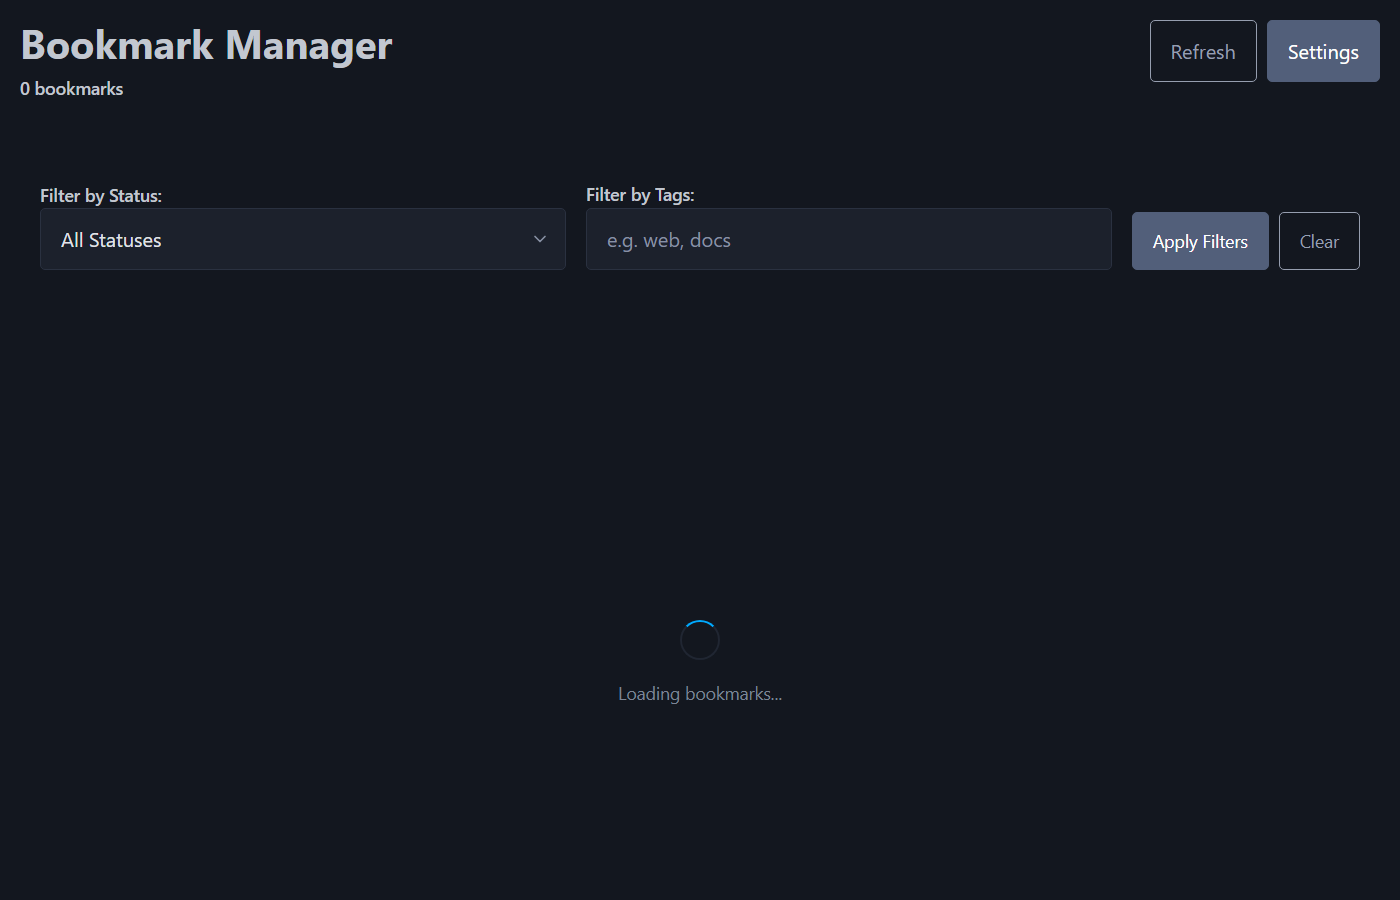 Bookmark Manager
0 bookmarks
Refresh
Settings
Filter by Status:
All Statuses
Filter by Tags:
e.g. web, docs
Apply Filters
Clear
Loading bookmarks...